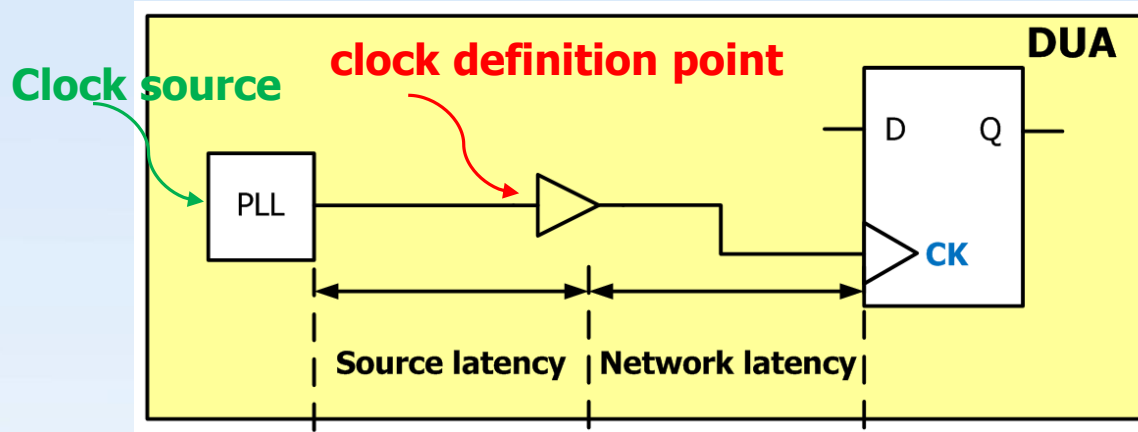 DUA
clock definition point
Clock source
D Q
PLL
CK
Source latency Network latency